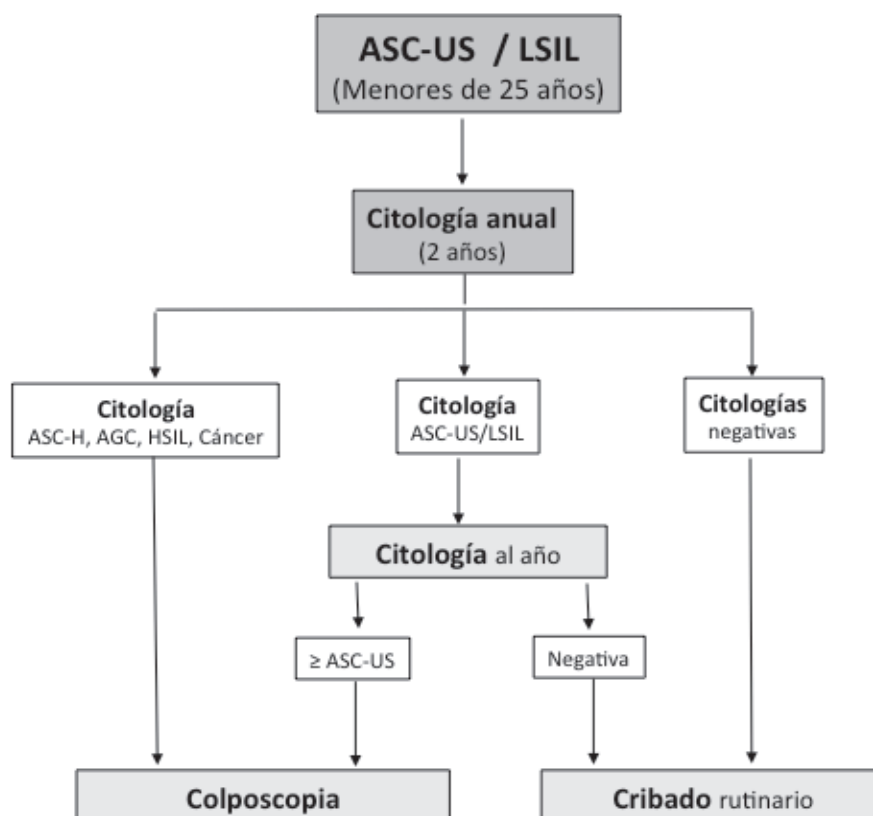 ASC-US / LSIL
(Menores de 25 años)
Citología anual
(2 años)
Citología
ASC-H, AGC, HSIL, Cáncer
Citología
ASC-US/LSIL
Citologías
negativas
Citología al año
≥ ASC-US
Negativa
Colposcopia
Cribado rutinario